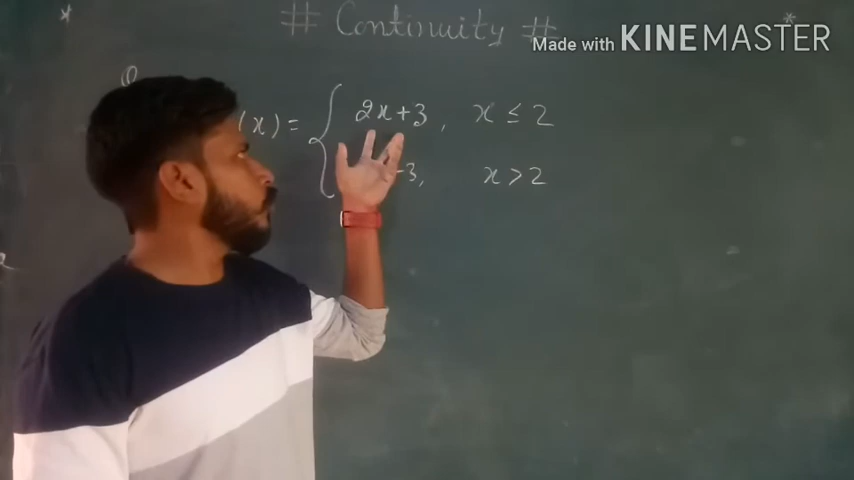 # Continuity #
Made with KINEMASTER
(x) = { 2x+3, x ≤ 2
-3, x > 2